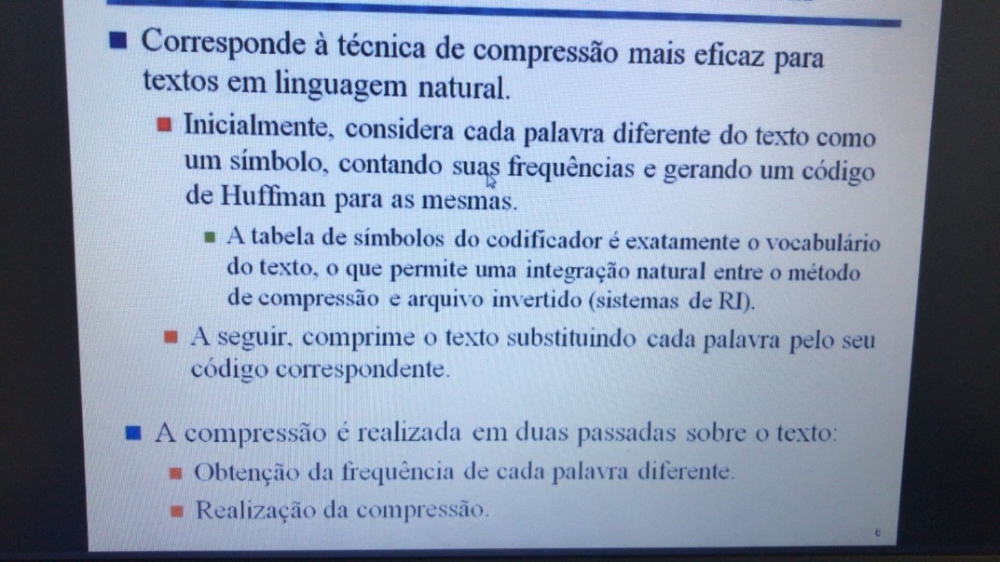 Corresponde à técnica de compressão mais eficaz para
textos em linguagem natural.
Inicialmente, considera cada palavra diferente do texto como
um símbolo, contando suas frequências e gerando um código
de Huffman para as mesmas.
A tabela de símbolos do codificador é exatamente o vocabulário
do texto, o que permite uma integração natural entre o método
de compressão e arquivo invertido (sistemas de RI).
A seguir, comprime o texto substituindo cada palavra pelo seu
código correspondente.
A compressão é realizada em duas passadas sobre o texto:
Obtenção da frequência de cada palavra diferente.
Realização da compressão.
6